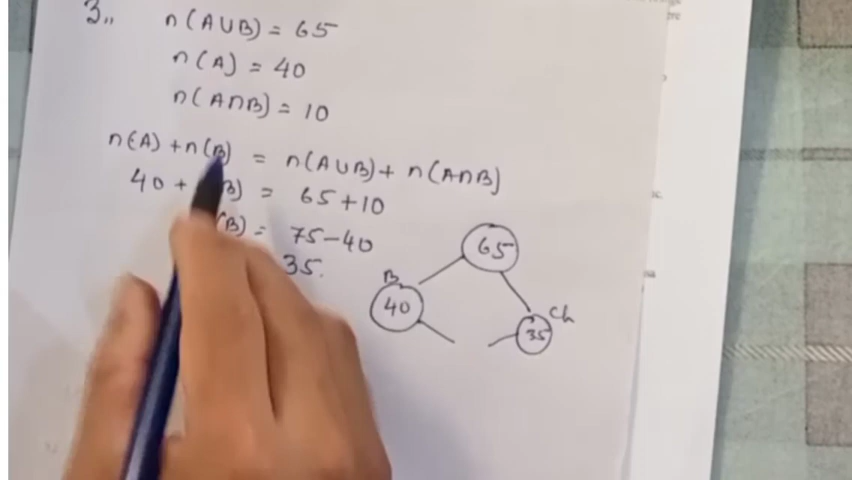 3.,
n(A∪B) = 65
n(A) = 40
n(A∩B) = 10
n(A) + n(B) = n(A∪B) + n(A∩B)
40 + B) = 65+10
(B) = 75-40
35.
65
B
40
Ch
35